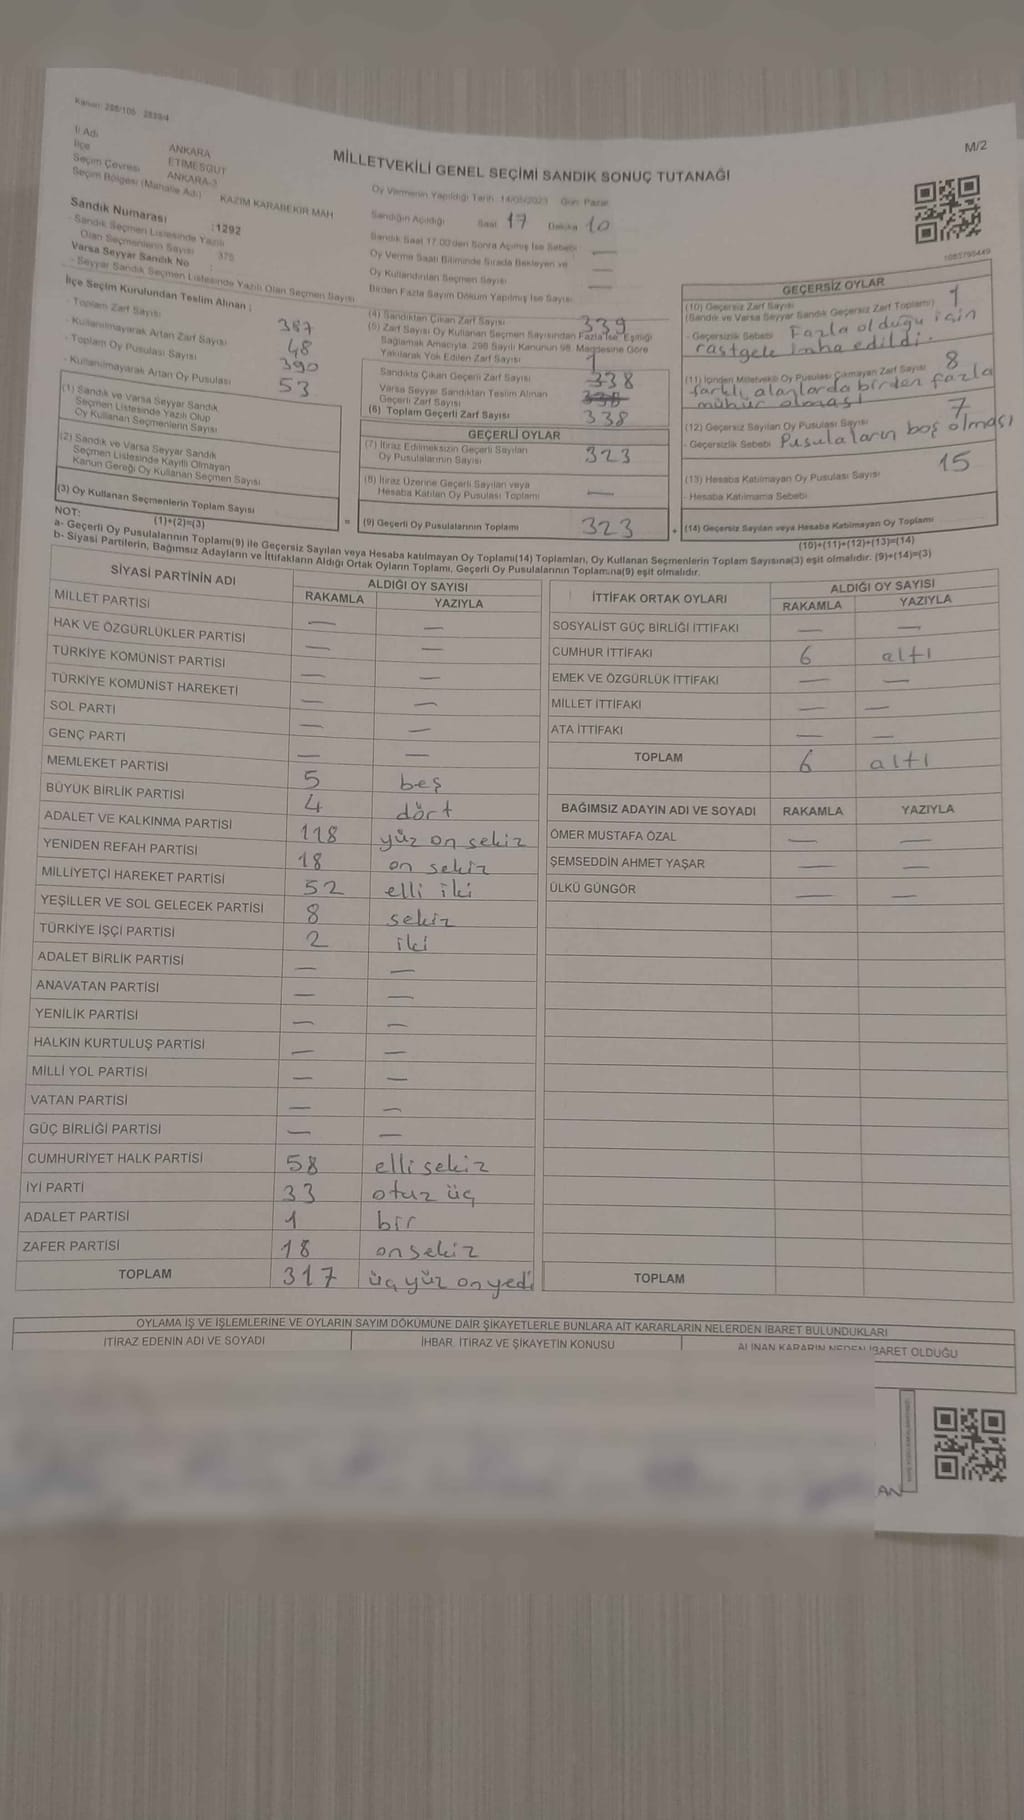 Kanun: 298/105 2839/4
M/2
İl Adı ANKARA
İlçe ETİMESGUT
Seçim Çevresi ANKARA-3
Seçim Bölgesi (Mahalle Adı) KAZIM KARABEKİR MAH
MİLLETVEKİLİ GENEL SEÇİMİ SANDIK SONUÇ TUTANAĞI
Oy Vermenin Yapıldığı Tarih : 14/05/2023 Gün: Pazar
Sandık Numarası :1292
- Sandık Seçmen Listesinde Yazılı
Olan Seçmenlerin Sayısı 375
Varsa Seyyar Sandık No :
- Seyyar Sandık Seçmen Listesinde Yazılı Olan Seçmen Sayısı
Sandığın Açıldığı Saat 17 Dakika 10
Sandık Saat 17.00'den Sonra Açılmış İse Sebebi —
Oy Verme Saati Bitiminde Sırada Bekleyen ve
Oy Kullandırılan Seçmen Sayısı —
Birden Fazla Sayım Döküm Yapılmış İse Sayısı —
1085795449
İlçe Seçim Kurulundan Teslim Alınan :
- Toplam Zarf Sayısı 387
- Kullanılmayarak Artan Zarf Sayısı 48
- Toplam Oy Pusulası Sayısı 390
- Kullanılmayarak Artan Oy Pusulası 53
(1) Sandık ve Varsa Seyyar Sandık
Seçmen Listesinde Yazılı Olup
Oy Kullanan Seçmenlerin Sayısı
(2) Sandık ve Varsa Seyyar Sandık
Seçmen Listesinde Kayıtlı Olmayan
Kanun Gereği Oy Kullanan Seçmen Sayısı
(3) Oy Kullanan Seçmenlerin Toplam Sayısı
(1)+(2)=(3)
(4) Sandıktan Çıkan Zarf Sayısı 339
(5) Zarf Sayısı Oy Kullanan Seçmen Sayısından Fazla İse, Eşitliği
Sağlamak Amacıyla, 298 Sayılı Kanunun 98. Maddesine Göre
Yakılarak Yok Edilen Zarf Sayısı 1
Sandıkta Çıkan Geçerli Zarf Sayısı 338
Varsa Seyyar Sandıktan Teslim Alınan
Geçerli Zarf Sayısı 338
(6) Toplam Geçerli Zarf Sayısı 338
GEÇERLİ OYLAR
(7) İtiraz Edilmeksizin Geçerli Sayılan
Oy Pusulalarının Sayısı 323
(8) İtiraz Üzerine Geçerli Sayılan veya
Hesaba Katılan Oy Pusulası Toplamı —
= (9) Geçerli Oy Pusulalarının Toplamı 323
GEÇERSİZ OYLAR
(10) Geçersiz Zarf Sayısı
(Sandık ve Varsa Seyyar Sandık Geçersiz Zarf Toplamı) 1
- Geçersizlik Sebebi Fazla olduğu için
rastgele imha edildi.
(11) İçinden Milletvekili Oy Pusulası Çıkmayan Zarf Sayısı 8
farklı alanlarda birden fazla
mühür olması
(12) Geçersiz Sayılan Oy Pusulası Sayısı 7
- Geçersizlik Sebebi Pusulaların boş olması
(13) Hesaba Katılmayan Oy Pusulası Sayısı 15
- Hesaba Katılmama Sebebi
+ (14) Geçersiz Sayılan veya Hesaba Katılmayan Oy Toplamı
(10)+(11)+(12)+(13)=(14)
NOT:
a- Geçerli Oy Pusulalarının Toplamı(9) ile Geçersiz Sayılan veya Hesaba katılmayan Oy Toplamı(14) Toplamları, Oy Kullanan Seçmenlerin Toplam Sayısına(3) eşit olmalıdır. (9)+(14)=(3)
b- Siyasi Partilerin, Bağımsız Adayların ve İttifakların Aldığı Ortak Oyların Toplamı, Geçerli Oy Pusulalarının Toplamına(9) eşit olmalıdır.
SİYASİ PARTİNİN ADI ALDIĞI OY SAYISI
RAKAMLA YAZIYLA
MİLLET PARTİSİ — —
HAK VE ÖZGÜRLÜKLER PARTİSİ — —
TÜRKİYE KOMÜNİST PARTİSİ — —
TÜRKİYE KOMÜNİST HAREKETİ — —
SOL PARTİ — —
GENÇ PARTİ — —
MEMLEKET PARTİSİ 5 beş
BÜYÜK BİRLİK PARTİSİ 4 dört
ADALET VE KALKINMA PARTİSİ 118 yüz on sekiz
YENİDEN REFAH PARTİSİ 18 on sekiz
MİLLİYETÇİ HAREKET PARTİSİ 52 elli iki
YEŞİLLER VE SOL GELECEK PARTİSİ 8 sekiz
TÜRKİYE İŞÇİ PARTİSİ 2 iki
ADALET BİRLİK PARTİSİ — —
ANAVATAN PARTİSİ — —
YENİLİK PARTİSİ — —
HALKIN KURTULUŞ PARTİSİ — —
MİLLİ YOL PARTİSİ — —
VATAN PARTİSİ — —
GÜÇ BİRLİĞİ PARTİSİ — —
CUMHURİYET HALK PARTİSİ 58 elli sekiz
İYİ PARTİ 33 otuz üç
ADALET PARTİSİ 1 bir
ZAFER PARTİSİ 18 on sekiz
TOPLAM 317 üç yüz on yedi
İTTİFAK ORTAK OYLARI ALDIĞI OY SAYISI
RAKAMLA YAZIYLA
SOSYALİST GÜÇ BİRLİĞİ İTTİFAKI — —
CUMHUR İTTİFAKI 6 altı
EMEK VE ÖZGÜRLÜK İTTİFAKI — —
MİLLET İTTİFAKI — —
ATA İTTİFAKI — —
TOPLAM 6 altı
BAĞIMSIZ ADAYIN ADI VE SOYADI RAKAMLA YAZIYLA
ÖMER MUSTAFA ÖZAL — —
ŞEMSEDDİN AHMET YAŞAR — —
ÜLKÜ GÜNGÖR — —
TOPLAM
OYLAMA İŞ VE İŞLEMLERİNE VE OYLARIN SAYIM DÖKÜMÜNE DAİR ŞİKAYETLERLE BUNLARA AİT KARARLARIN NELERDEN İBARET BULUNDUKLARI
İTİRAZ EDENİN ADI VE SOYADI İHBAR, İTİRAZ VE ŞİKAYETİN KONUSU ALINAN KARARIN NEDEN İBARET OLDUĞU
AN